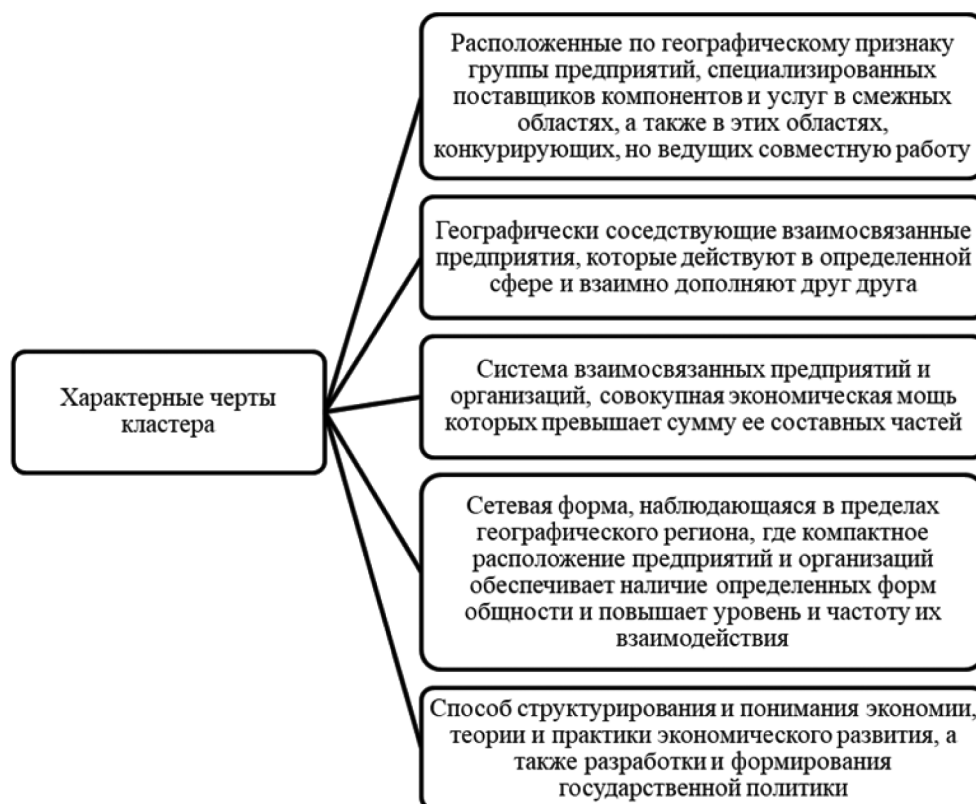 Расположенные по географическому признаку
группы предприятий, специализированных
поставщиков компонентов и услуг в смежных
областях, а также в этих областях,
конкурирующих, но ведущих совместную работу
Географически соседствующие взаимосвязанные
предприятия, которые действуют в определенной
сфере и взаимно дополняют друг друга
Характерные черты
кластера
Система взаимосвязанных предприятий и
организаций, совокупная экономическая мощь
которых превышает сумму ее составных частей
Сетевая форма, наблюдающаяся в пределах
географического региона, где компактное
расположение предприятий и организаций
обеспечивает наличие определенных форм
общности и повышает уровень и частоту их
взаимодействия
Способ структурирования и понимания экономии,
теории и практики экономического развития, а
также разработки и формирования
государственной политики